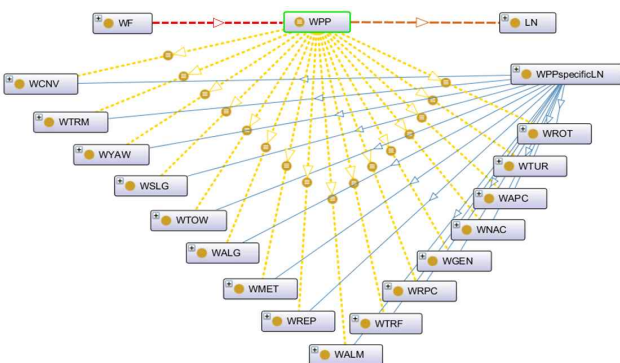 WF
WPP
LN
WCNV
WPPspecificLN
WTRM
WROT
WYAW
WTUR
WSLG
WAPC
WTOW
WNAC
WALG
WGEN
WMET
WRPC
WREP
WTRF
WALM